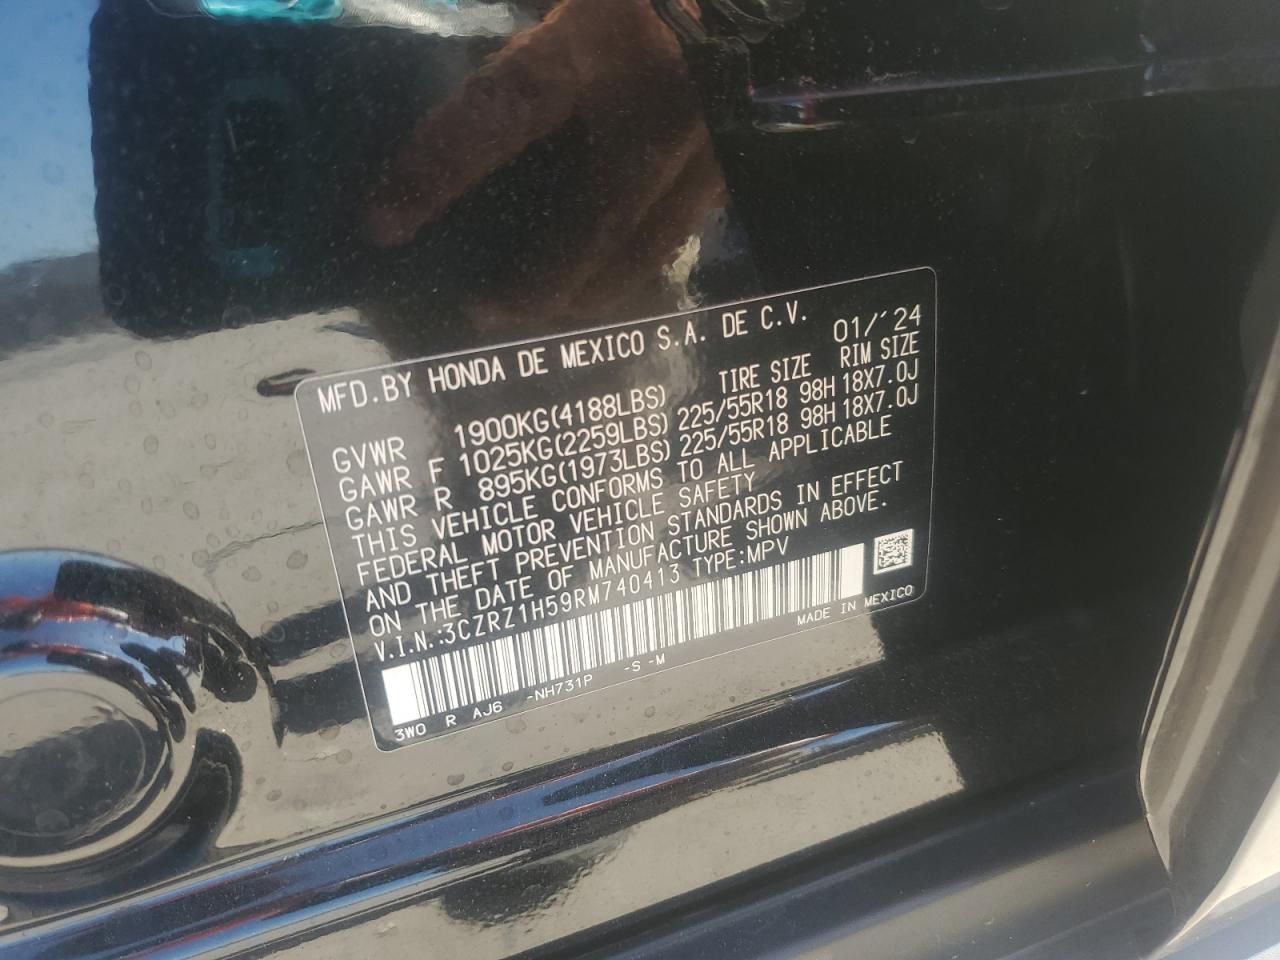 MFD.BY HONDA DE MEXICO S.A. DE C.V. 01/'24
TIRE SIZE RIM SIZE
GVWR 1900KG(4188LBS)
GAWR F 1025KG(2259LBS) 225/55R18 98H 18X7.0J
GAWR R 895KG(1973LBS) 225/55R18 98H 18X7.0J
THIS VEHICLE CONFORMS TO ALL APPLICABLE
FEDERAL MOTOR VEHICLE SAFETY
AND THEFT PREVENTION STANDARDS IN EFFECT
ON THE DATE OF MANUFACTURE SHOWN ABOVE.
V.I.N.:3CZRZ1H59RM740413 TYPE:MPV
MADE IN MEXICO
3W0 R AJ6 -NH731P -S -M